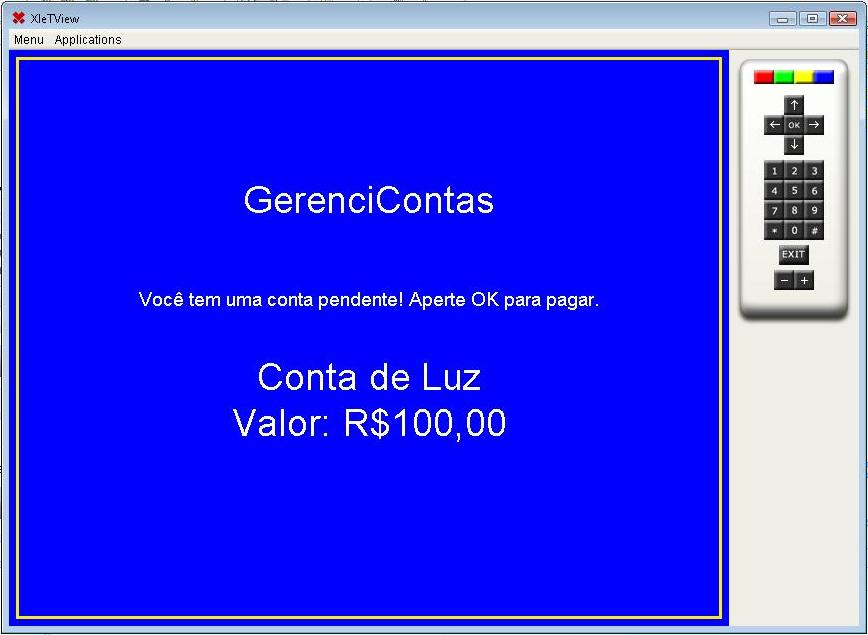 XleTView
Menu Applications
GerenciContas
Você tem uma conta pendente! Aperte OK para pagar.
Conta de Luz
Valor: R$100,00
OK
1 2 3
4 5 6
7 8 9
* 0 #
EXIT
− +